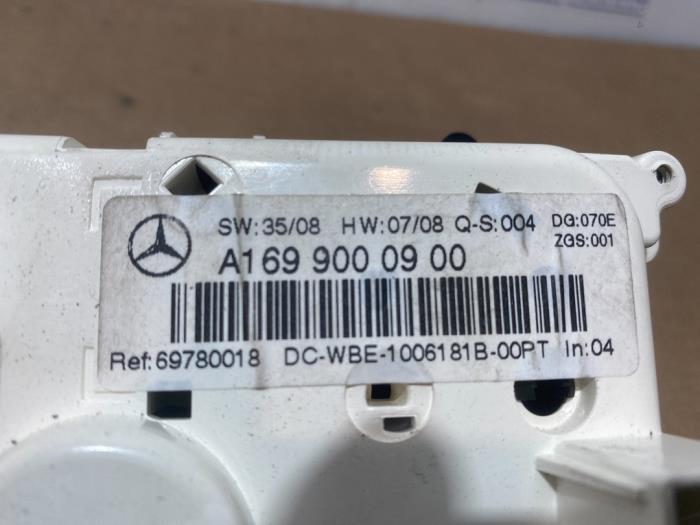 SW:35/08 HW:07/08 Q-S:004 DG:070E
ZGS:001
A169 900 09 00
Ref:69780018 DC-WBE-1006181B-00PT In:04